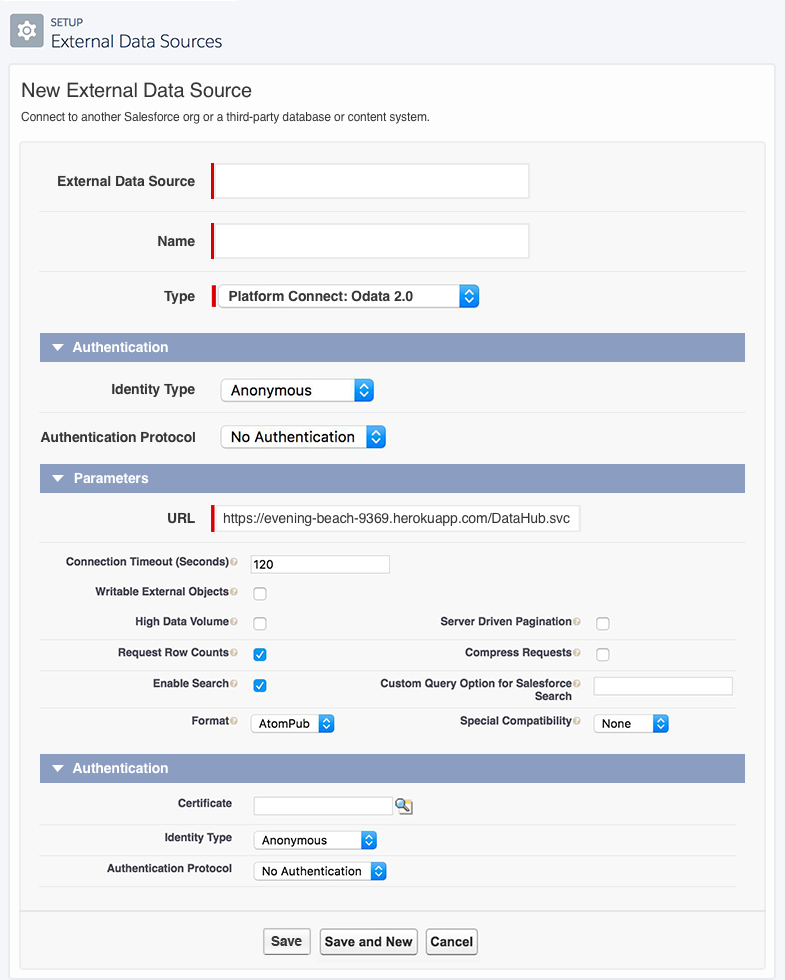 SETUP
External Data Sources
New External Data Source
Connect to another Salesforce org or a third-party database or content system.
External Data Source
Name
Type Platform Connect: Odata 2.0
Authentication
Identity Type Anonymous
Authentication Protocol No Authentication
Parameters
URL https://evening-beach-9369.herokuapp.com/DataHub.svc
Connection Timeout (Seconds) 120
Writable External Objects
High Data Volume Server Driven Pagination
Request Row Counts Compress Requests
Enable Search Custom Query Option for Salesforce
Search
Format AtomPub Special Compatibility None
Authentication
Certificate
Identity Type Anonymous
Authentication Protocol No Authentication
Save Save and New Cancel